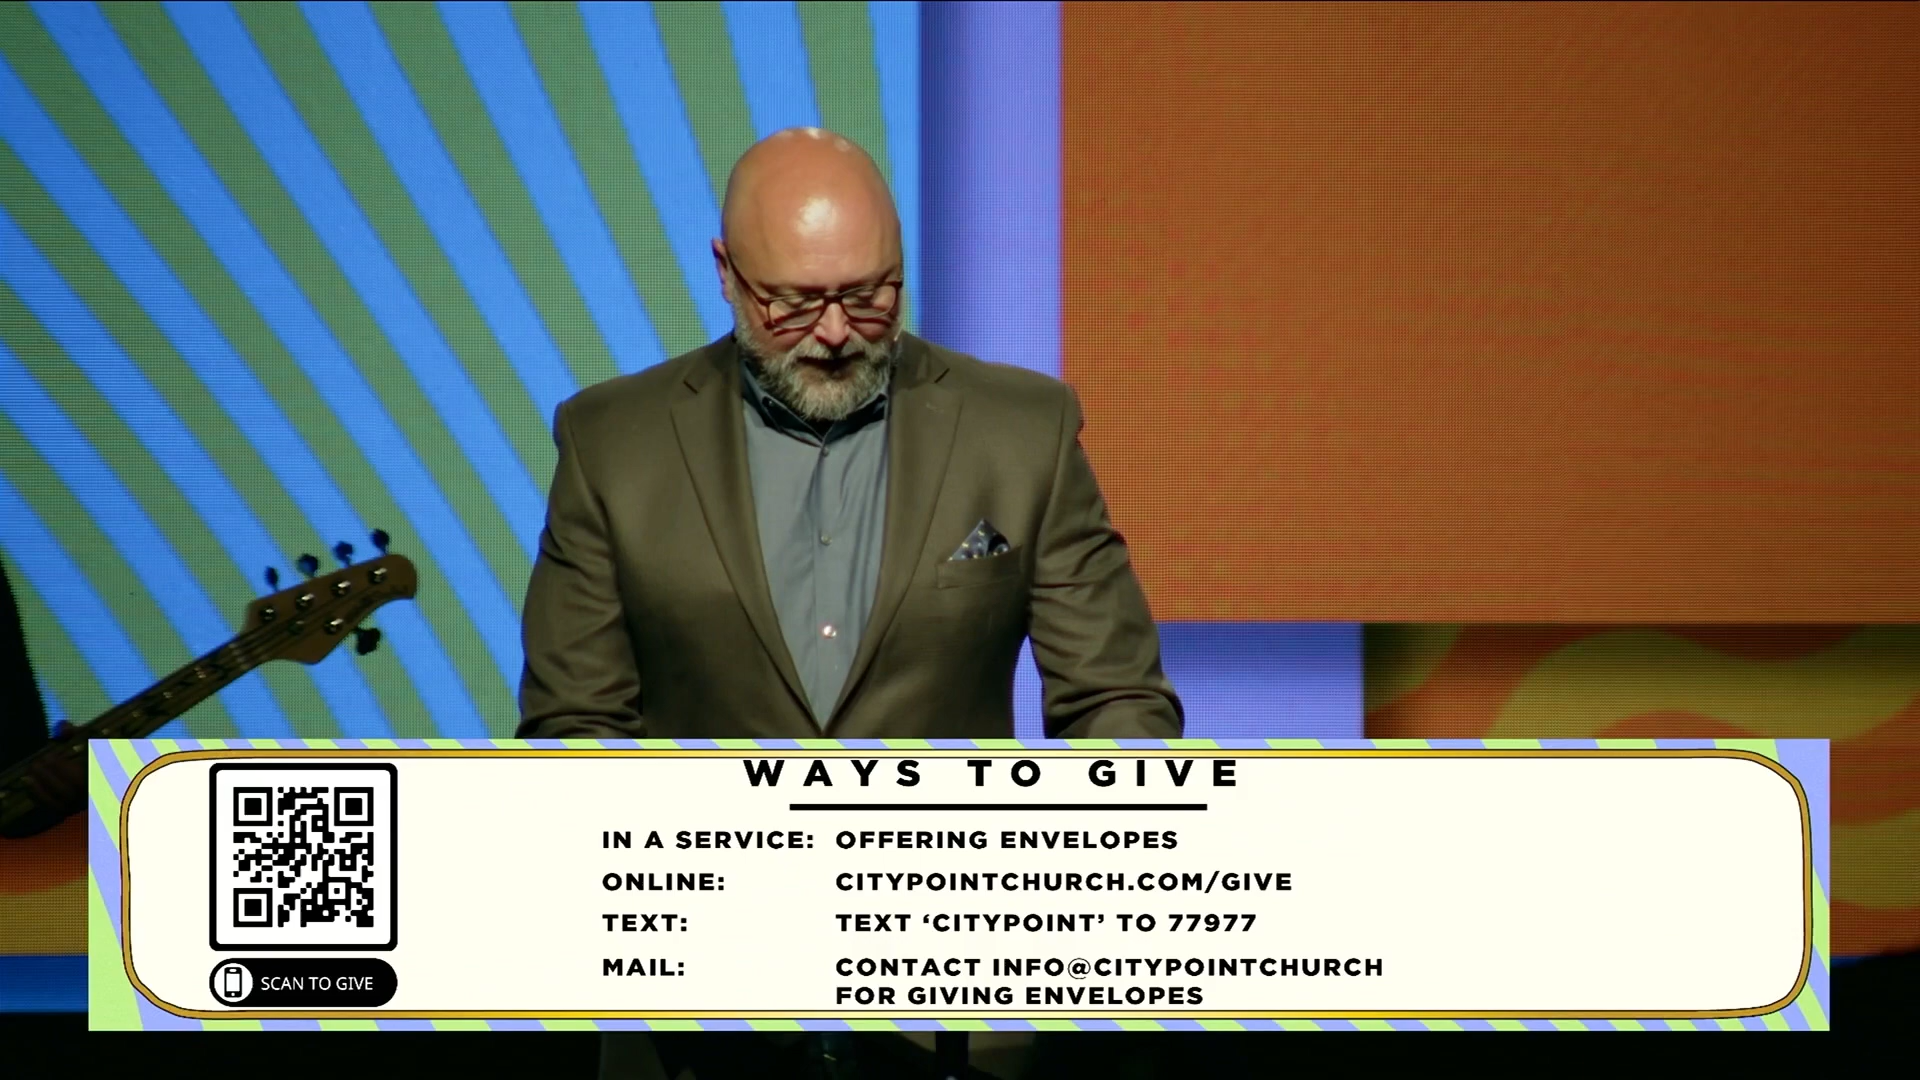 WAYS TO GIVE
IN A SERVICE: OFFERING ENVELOPES
ONLINE: CITYPOINTCHURCH.COM/GIVE
TEXT: TEXT ‘CITYPOINT’ TO 77977
MAIL: CONTACT INFO@CITYPOINTCHURCH
FOR GIVING ENVELOPES
SCAN TO GIVE